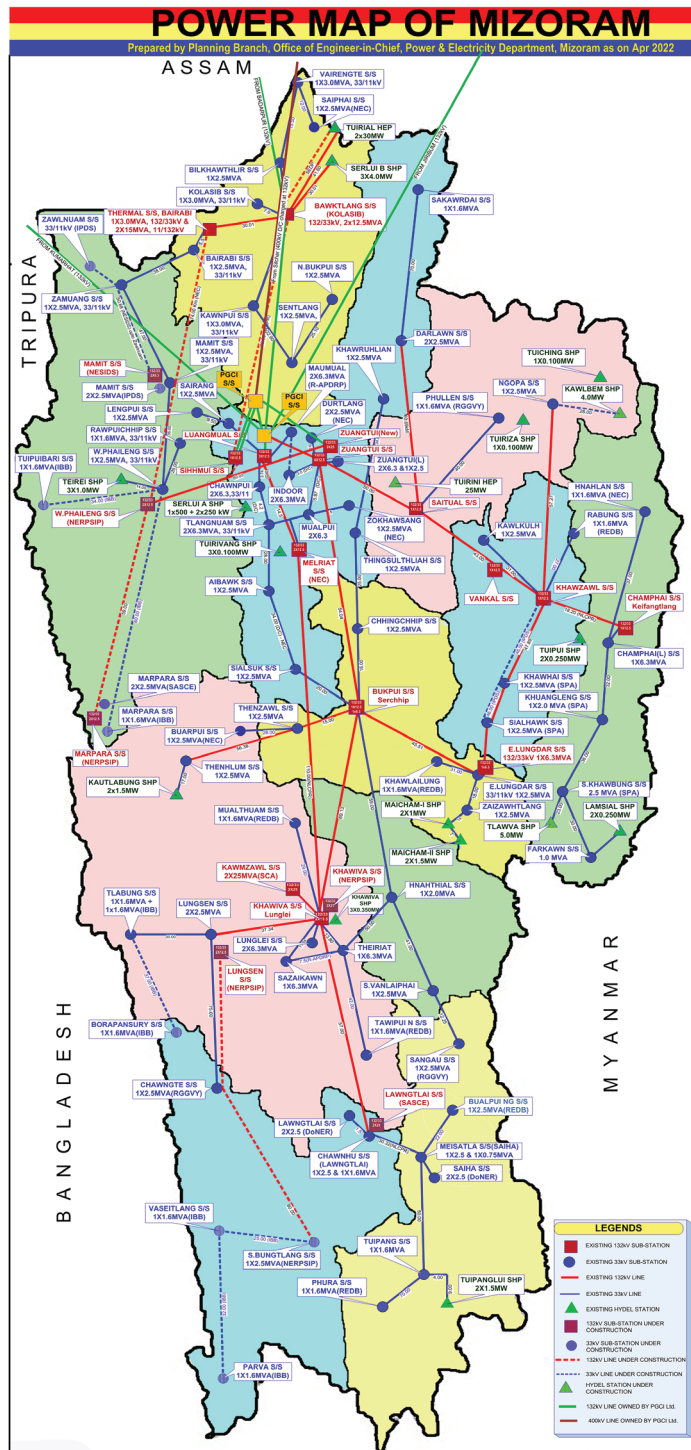 POWER MAP OF MIZORAM
Prepared by Planning Branch, Office of Engineer-in-Chief, Power & Electricity Department, Mizoram as on Apr 2022
ASSAM
VAIRENGTE S/S
1X3.0MVA, 33/11kV
SAIPHAI S/S
1X2.5MVA(NEC)
FROM BADARPUR (132kV)
FROM JIRIBUM (132kV)
TUIRIAL HEP
2x30MW
SERLUI B SHP
3X4.0MW
BILKHAWTHLIR S/S
1X2.5MVA
KOLASIB S/S
1X3.0MVA, 33/11kV
SAKAWRDAI S/S
1X1.6MVA
THERMAL S/S, BAIRABI
1X3.0MVA, 132/33kV &
2X15MVA, 11/132kV
BAWKTLANG S/S
(KOLASIB)
132/33kV, 2x12.5MVA
ZAWLNUAM S/S
33/11kV (IPDS)
FROM KUMARHAT (132kV)
TRIPURA
BAIRABI S/S
1X2.5MVA,
33/11kV
N.BUKPUI S/S
1X2.5MVA
ZAMUANG S/S
1X2.5MVA, 33/11kV
KAWNPUI S/S
1X3.0MVA,
33/11kV
SENTLANG
1X2.5MVA,
DARLAWN S/S
2X2.5MVA
MAMIT S/S
1X2.5MVA,
33/11kV
KHAWRUHLIAN
1X2.5MVA
TUICHING SHP
1X0.100MW
MAMIT S/S
(NESIDS)
SAIRANG
1X2.5MVA
PGCI
S/S
MAUMUAL
2X6.3MVA
(R-APDRP)
PHULLEN S/S
1X1.6MVA (RGGVY)
NGOPA S/S
1X2.5MVA
KAWLBEM SHP
4.0MW
MAMIT S/S
2X2.5MVA(IPDS)
PGCI
S/S
LENGPUI S/S
1X2.5MVA
DURTLANG
2X2.5MVA
(NEC)
RAWPUICHHIP S/S
1X1.6MVA, 33/11kV
LUANGMUAL S/S
ZUANGTUI(New)
ZUANGTUI S/S
TUIRIZA SHP
1X0.100MW
W.PHAILENG S/S
1X2.5MVA, 33/11kV
TUIPUIBARI S/S
1X1.6MVA(IBB)
SIHHMUI S/S
ZUANGTUI(L)
2X6.3 &1X2.5
TEIREI SHP
3X1.0MW
CHAWNPUI
2X6.3,33/11
INDOOR
2X6.3MVA
TUIRINI SHP
25MW
HNAHLAN S/S
1X1.6MVA (NEC)
W.PHAILENG S/S
(NERPSIP)
SERLUI A SHP
1x500 + 2x250 kW
SAITUAL S/S
RABUNG S/S
1X1.6MVA
(REDB)
TLANGNUAM S/S
2X6.3MVA, 33/11kV
MUALPUI
2X6.3
ZOKHAWSANG
1X2.5MVA
(NEC)
KAWLKULH S/S
1X2.5MVA
TUIRIVANG SHP
3X0.100MW
MELRIAT
S/S
(NEC)
THINGSULTHLIAH S/S
1X2.5MVA
AIBAWK S/S
1X2.5MVA
VANKAL S/S
KHAWZAWL S/S
CHAMPHAI S/S
Keifangtlang
CHHINGCHHIP S/S
1X2.5MVA
TUIPUI SHP
2X0.250MW
CHAMPHAI(L) S/S
1X6.3MVA
SIALSUK S/S
1X2.5MVA
KHAWHAI S/S
1X2.5MVA (SPA)
MARPARA S/S
2X2.5MVA(SASCE)
BUKPUI S/S
Serchhip
KHUANGLENG S/S
1X2.0 MVA (SPA)
THENZAWL S/S
1X2.5MVA
MARPARA S/S
1X1.6MVA(IBB)
SIALHAWK S/S
1X2.5MVA (SPA)
BUARPUI S/S
1X2.5MVA(NEC)
MARPARA S/S
(NERPSIP)
E.LUNGDAR S/S
132/33kV 1X6.3MVA
THENHLUM S/S
1X2.5MVA
KHAWLAILUNG
1X1.6MVA(REDB)
E.LUNGDAR S/S
33/11kV 1X2.5MVA
S.KHAWBUNG S/S
2.5 MVA (SPA)
KAUTLABUNG SHP
2x1.5MW
MUALTHUAM S/S
1X1.6MVA(REDB)
MAICHAM-I SHP
2X1MW
ZAIZAWHTLANG
1X2.5MVA
LAMSIAL SHP
2X0.250MW
TLAWVA SHP
5.0MW
MAICHAM-II SHP
2X1.5MW
FARKAWN S/S
1.0 MVA
KAWMZAWL S/S
2X25MVA(SCA)
KHAWIVA S/S
(NERPSIP)
TLABUNG S/S
1X1.6MVA +
1x1.6MVA(IBB)
LUNGSEN S/S
2X2.5MVA
KHAWIVA S/S
Lunglei
KHAWIVA
SHP
3X0.350MW
HNAHTHIAL S/S
1X2.0MVA
LUNGLEI S/S
2X6.3MVA
THEIRIAT
1X6.3MVA
LUNGSEN
S/S
(NERPSIP)
SAZAIKAWN
1X6.3MVA
S.VANLAIPHAI
1X2.5MVA
MYANMAR
BORAPANSURY S/S
1X1.6MVA(IBB)
TAWIPUI N S/S
1X1.6MVA(REDB)
SANGAU S/S
1X2.5MVA
(RGGVY)
BANGLADESH
CHAWNGTE S/S
1X2.5MVA(RGGVY)
LAWNGTLAI S/S
(SASCE)
BUALPUI NG S/S
1X2.5MVA(REDB)
LAWNGTLAI S/S
2X2.5 (DoNER)
MEISATLA S/S(SAIHA)
1X2.5 & 1X0.75MVA
CHAWNHU S/S
(LAWNGTLAI)
1X2.5 & 1X1.6MVA
SAIHA S/S
2X2.5 (DoNER)
VASEITLANG S/S
1X1.6MVA(IBB)
S.BUNGTLANG S/S
1X2.5MVA(NERPSIP)
TUIPANG S/S
1X1.6MVA
PHURA S/S
1X1.6MVA(REDB)
TUIPANGLUI SHP
2X1.5MW
PARVA S/S
1X1.6MVA(IBB)
LEGENDS
EXISTING 132kV SUB-STATION
EXISTING 33kV SUB-STATION
EXISTING 132kV LINE
EXISTING 33kV LINE
EXISTING HYDEL STATION
132kV SUB-STATION UNDER
CONSTRUCTION
33kV SUB-STATION UNDER
CONSTRUCTION
132kV LINE UNDER CONSTRUCTION
33kV LINE UNDER CONSTRUCTION
HYDEL STATION UNDER
CONSTRUCTION
132kV LINE OWNED BY PGCI Ltd.
400kV LINE OWNED BY PGCI Ltd.